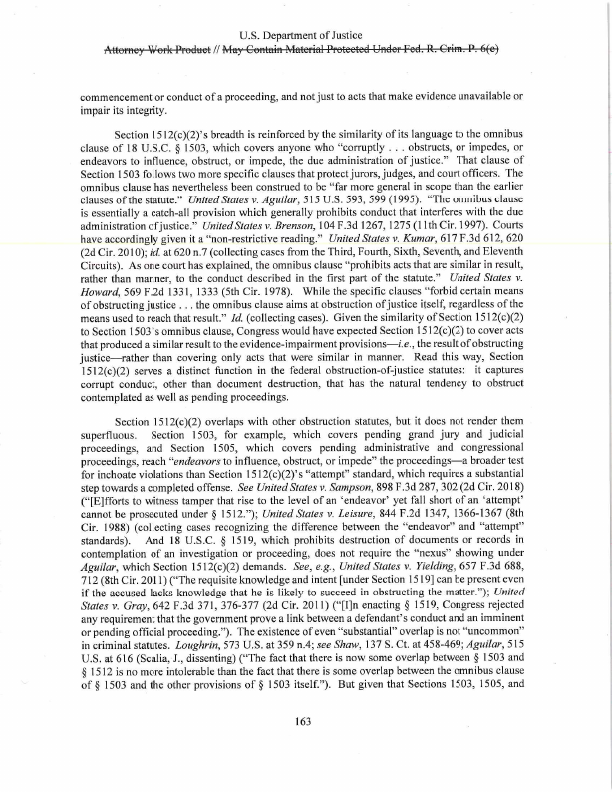 U.S. Department of Justice
Attorney Work Product // May Contain Material Protected Under Fed. R. Crim. P. 6(e)
commencement or conduct of a proceeding, and not just to acts that make evidence unavailable or
impair its integrity.
Section 1512(c)(2)'s breadth is reinforced by the similarity of its language to the omnibus
clause of 18 U.S.C. § 1503, which covers anyone who “corruptly . . . obstructs, or impedes, or
endeavors to influence, obstruct, or impede, the due administration of justice.” That clause of
Section 1503 follows two more specific clauses that protect jurors, judges, and court officers. The
omnibus clause has nevertheless been construed to be “far more general in scope than the earlier
clauses of the statute.” United States v. Aguilar, 515 U.S. 593, 599 (1995). “The omnibus clause
is essentially a catch-all provision which generally prohibits conduct that interferes with the due
administration of justice.” United States v. Brenson, 104 F.3d 1267, 1275 (11th Cir. 1997). Courts
have accordingly given it a “non-restrictive reading.” United States v. Kumar, 617 F.3d 612, 620
(2d Cir. 2010); id. at 620 n.7 (collecting cases from the Third, Fourth, Sixth, Seventh, and Eleventh
Circuits). As one court has explained, the omnibus clause “prohibits acts that are similar in result,
rather than manner, to the conduct described in the first part of the statute.” United States v.
Howard, 569 F.2d 1331, 1333 (5th Cir. 1978). While the specific clauses “forbid certain means
of obstructing justice . . . the omnibus clause aims at obstruction of justice itself, regardless of the
means used to reach that result.” Id. (collecting cases). Given the similarity of Section 1512(c)(2)
to Section 1503's omnibus clause, Congress would have expected Section 1512(c)(2) to cover acts
that produced a similar result to the evidence-impairment provisions—i.e., the result of obstructing
justice—rather than covering only acts that were similar in manner. Read this way, Section
1512(c)(2) serves a distinct function in the federal obstruction-of-justice statutes: it captures
corrupt conduct, other than document destruction, that has the natural tendency to obstruct
contemplated as well as pending proceedings.
Section 1512(c)(2) overlaps with other obstruction statutes, but it does not render them
superfluous. Section 1503, for example, which covers pending grand jury and judicial
proceedings, and Section 1505, which covers pending administrative and congressional
proceedings, reach “endeavors to influence, obstruct, or impede” the proceedings—a broader test
for inchoate violations than Section 1512(c)(2)'s “attempt” standard, which requires a substantial
step towards a completed offense. See United States v. Sampson, 898 F.3d 287, 302 (2d Cir. 2018)
(“[E]fforts to witness tamper that rise to the level of an ‘endeavor’ yet fall short of an ‘attempt’
cannot be prosecuted under § 1512.”); United States v. Leisure, 844 F.2d 1347, 1366-1367 (8th
Cir. 1988) (collecting cases recognizing the difference between the “endeavor” and “attempt”
standards). And 18 U.S.C. § 1519, which prohibits destruction of documents or records in
contemplation of an investigation or proceeding, does not require the “nexus” showing under
Aguilar, which Section 1512(c)(2) demands. See, e.g., United States v. Yielding, 657 F.3d 688,
712 (8th Cir. 2011) (“The requisite knowledge and intent [under Section 1519] can be present even
if the accused lacks knowledge that he is likely to succeed in obstructing the matter.”); United
States v. Gray, 642 F.3d 371, 376-377 (2d Cir. 2011) (“[I]n enacting § 1519, Congress rejected
any requirement that the government prove a link between a defendant's conduct and an imminent
or pending official proceeding.”). The existence of even “substantial” overlap is not “uncommon”
in criminal statutes. Loughrin, 573 U.S. at 359 n.4; see Shaw, 137 S. Ct. at 458-469; Aguilar, 515
U.S. at 616 (Scalia, J., dissenting) (“The fact that there is now some overlap between § 1503 and
§ 1512 is no more intolerable than the fact that there is some overlap between the omnibus clause
of § 1503 and the other provisions of § 1503 itself.”). But given that Sections 1503, 1505, and
163